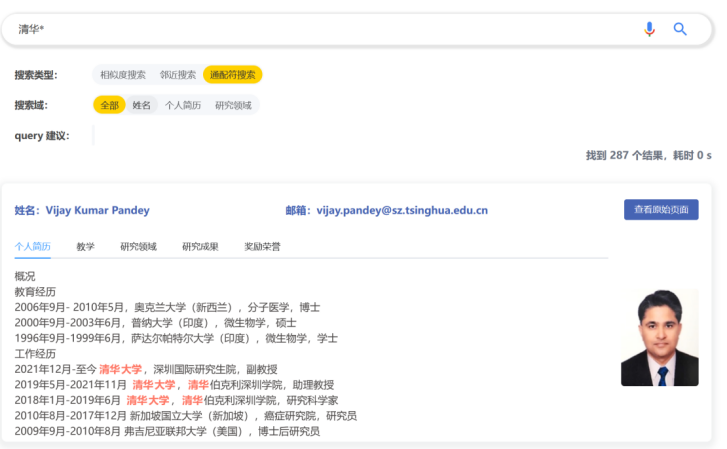 清华*
搜索类型： 相似度搜索 邻近搜索 通配符搜索
搜索域： 全部 姓名 个人简历 研究领域
query 建议：
找到 287 个结果，耗时 0 s
姓名：Vijay Kumar Pandey 邮箱：vijay.pandey@sz.tsinghua.edu.cn 查看原始页面
个人简历 教学 研究领域 研究成果 奖励荣誉
概况
教育经历
2006年9月- 2010年5月，奥克兰大学（新西兰），分子医学，博士
2000年9月-2003年6月，普纳大学（印度），微生物学，硕士
1996年9月-1999年6月，萨达尔帕特尔大学（印度），微生物学，学士
工作经历
2021年12月-至今 清华大学，深圳国际研究生院，副教授
2019年5月-2021年11月 清华大学，清华伯克利深圳学院，助理教授
2018年1月-2019年6月 清华大学，清华伯克利深圳学院，研究科学家
2010年8月-2017年12月 新加坡国立大学（新加坡），癌症研究院，研究员
2009年9月-2010年8月 弗吉尼亚联邦大学（美国），博士后研究员